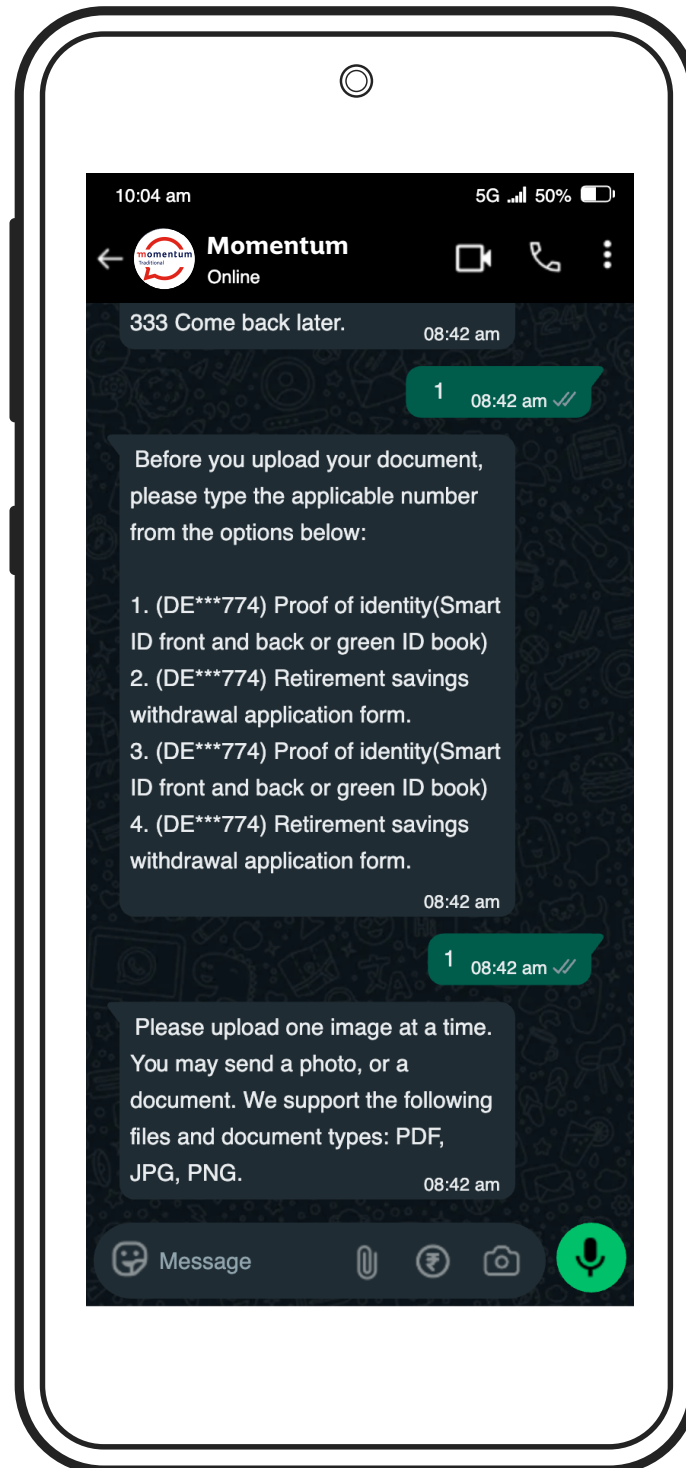 10:04 am 5G 50%
momentum
Traditional
Momentum
Online
333 Come back later.
08:42 am
1 08:42 am
Before you upload your document,
please type the applicable number
from the options below:
1. (DE***774) Proof of identity(Smart
ID front and back or green ID book)
2. (DE***774) Retirement savings
withdrawal application form.
3. (DE***774) Proof of identity(Smart
ID front and back or green ID book)
4. (DE***774) Retirement savings
withdrawal application form.
08:42 am
1 08:42 am
Please upload one image at a time.
You may send a photo, or a
document. We support the following
files and document types: PDF,
JPG, PNG.
08:42 am
Message ₹